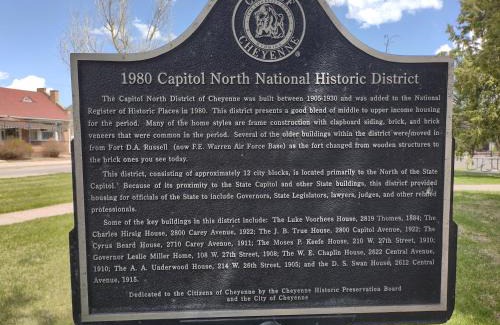 CITY OF
CHEYENNE
1980 Capitol North National Historic District
The Capitol North District of Cheyenne was built between 1905-1930 and was added to the National
Register of Historic Places in 1980. This district presents a good blend of middle to upper income housing
for the period. Many of the home styles are frame construction with clapboard siding, brick, and brick
veneers that were common in the period. Several of the older buildings within the district were moved in
from Fort D.A. Russell (now F.E. Warren Air Force Base) as the fort changed from wooden structures to
the brick ones you see today.
This district, consisting of approximately 12 city blocks, is located primarily to the North of the State
Capitol. Because of its proximity to the State Capitol and other State buildings, this district provided
housing for officials of the State to include Governors, State Legislators, lawyers, judges, and other related
professionals.
Some of the key buildings in this district include: The Luke Voorhees House, 2819 Thomes, 1884; The
Charles Hirsig House, 2800 Carey Avenue, 1922; The J. B. True House, 2800 Capitol Avenue, 1922; The
Cyrus Beard House, 2710 Carey Avenue, 1911; The Moses P. Keefe House, 210 W. 27th Street, 1910;
Governor Leslie Miller Home, 108 W. 27th Street, 1908; The W. E. Chaplin House, 2622 Central Avenue,
1910; The A. A. Underwood House, 214 W. 26th Street, 1905; and the D. S. Swan House, 2612 Central
Avenue, 1915.
Dedicated to the Citizens of Cheyenne by the Cheyenne Historic Preservation Board
and the City of Cheyenne